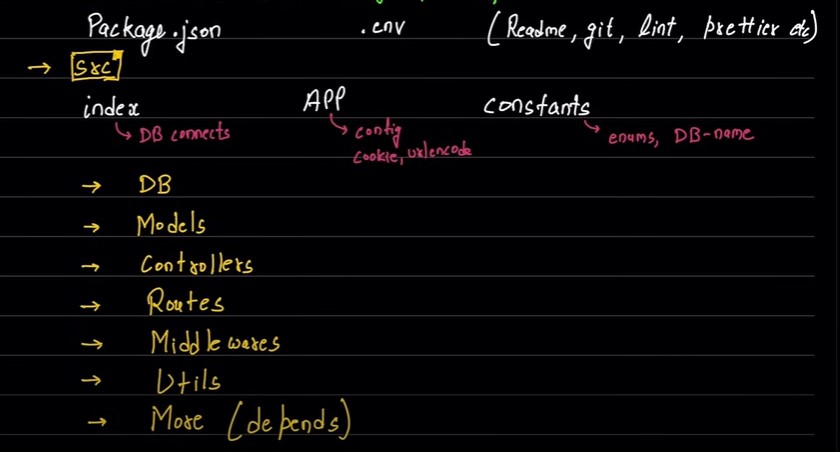 Package.json .env (Readme, git, lint, prettier etc)
→ src
index APP constants
↳ DB connects ↳ config ↳ enums, DB-name
cookie, urlencode
→ DB
→ Models
→ Controllers
→ Routes
→ Middlewares
→ Utils
→ More (depends)